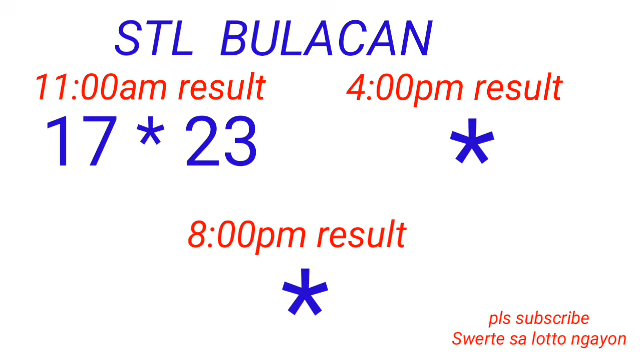 STL BULACAN
11:00am result
17 * 23
4:00pm result
*
8:00pm result
*
pls subscribe
Swerte sa lotto ngayon